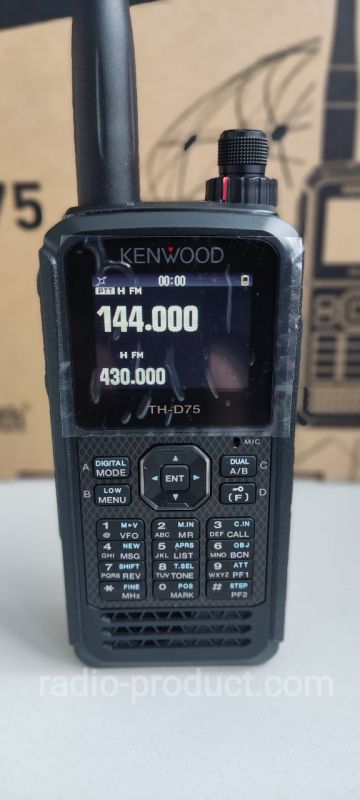 75
KENWOOD
00:00
PTT H FM
144.000
H FM
430.000
TH-D75
MIC
A DIGITAL MODE ENT DUAL A/B C
B LOW MENU (F) D
1 M►V 2 M.IN 3 C.IN
@ VFO ABC MR DEF CALL
4 NEW 5 APRS 6 OBJ
GHI MSG JKL LIST MNO BCN
7 SHIFT 8 T.SEL 9 ATT
PQRS REV TUV TONE WXYZ PF1
* FINE 0 POS # STEP
MHz MARK PF2
radio-product.com